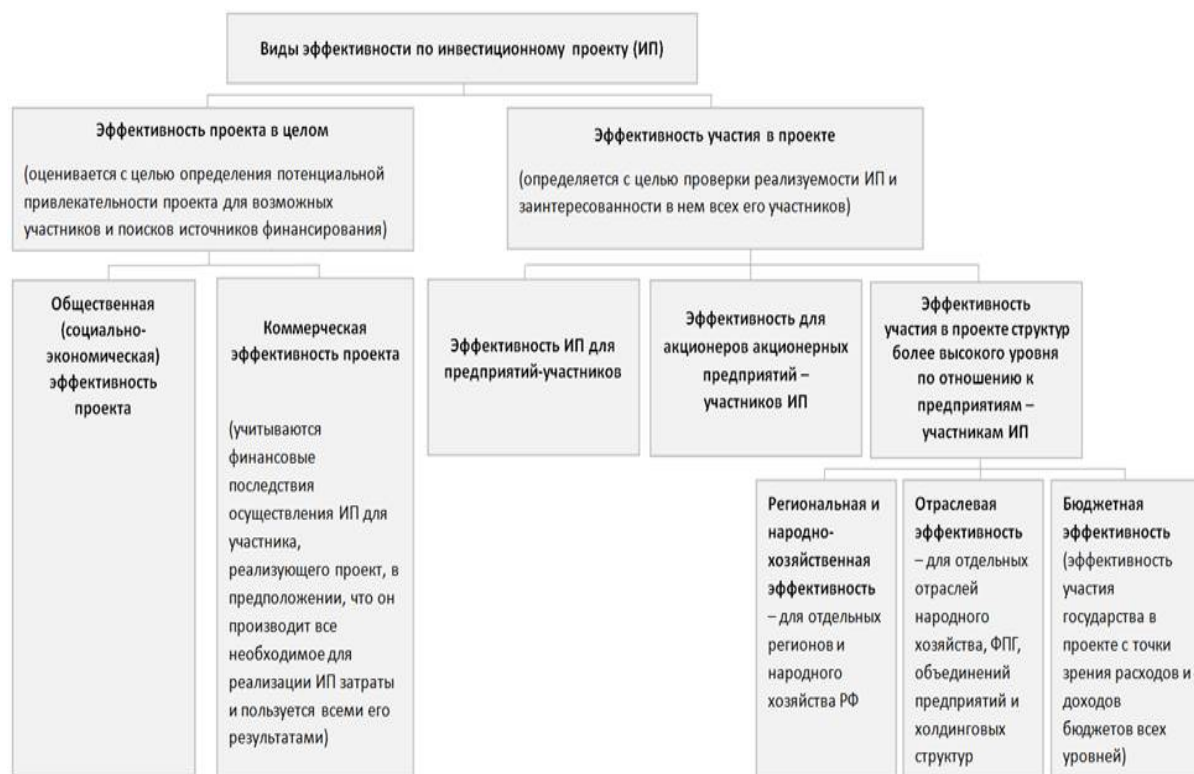 Виды эффективности по инвестиционному проекту (ИП)
Эффективность проекта в целом
(оценивается с целью определения потенциальной
привлекательности проекта для возможных
участников и поисков источников финансирования)
Эффективность участия в проекте
(определяется с целью проверки реализуемости ИП и
заинтересованности в нем всех его участников)
Общественная
(социально-
экономическая)
эффективность
проекта
Коммерческая
эффективность проекта
(учитываются
финансовые
последствия
осуществления ИП для
участника,
реализующего проект, в
предположении, что он
производит все
необходимое для
реализации ИП затраты
и пользуется всеми его
результатами)
Эффективность ИП для
предприятий-участников
Эффективность для
акционеров акционерных
предприятий –
участников ИП
Эффективность
участия в проекте структур
более высокого уровня
по отношению к
предприятиям –
участникам ИП
Региональная и
народно-
хозяйственная
эффективность
– для отдельных
регионов и
народного
хозяйства РФ
Отраслевая
эффективность
– для отдельных
отраслей
народного
хозяйства, ФПГ,
объединений
предприятий и
холдинговых
структур
Бюджетная
эффективность
(эффективность
участия
государства в
проекте с точки
зрения расходов и
доходов
бюджетов всех
уровней)